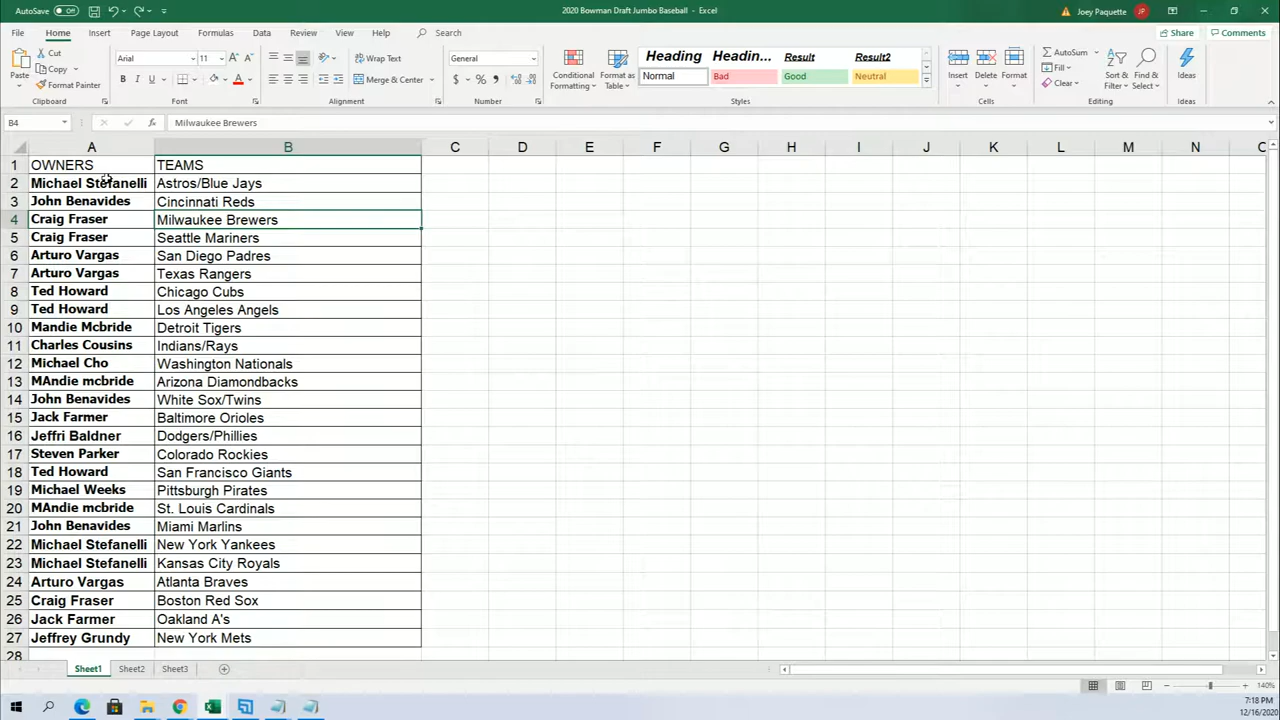 AutoSave Off 2020 Bowman Draft Jumbo Baseball - Excel Joey Paquette JP
File Home Insert Page Layout Formulas Data Review View Help Search Share Comments
Paste Cut Copy Format Painter Clipboard
Arial 11 A A B I U A Font
Wrap Text Merge & Center Alignment
General $ % , Number
Conditional Formatting Format as Table
Heading Headin... Result Result2
Normal Bad Good Neutral Styles
Insert Delete Format Cells
AutoSum Fill Clear Sort & Filter Find & Select Editing
Ideas Ideas
B4 fx Milwaukee Brewers
A B C D E F G H I J K L M N O
1 OWNERS TEAMS
2 Michael Stefanelli Astros/Blue Jays
3 John Benavides Cincinnati Reds
4 Craig Fraser Milwaukee Brewers
5 Craig Fraser Seattle Mariners
6 Arturo Vargas San Diego Padres
7 Arturo Vargas Texas Rangers
8 Ted Howard Chicago Cubs
9 Ted Howard Los Angeles Angels
10 Mandie Mcbride Detroit Tigers
11 Charles Cousins Indians/Rays
12 Michael Cho Washington Nationals
13 MAndie mcbride Arizona Diamondbacks
14 John Benavides White Sox/Twins
15 Jack Farmer Baltimore Orioles
16 Jeffri Baldner Dodgers/Phillies
17 Steven Parker Colorado Rockies
18 Ted Howard San Francisco Giants
19 Michael Weeks Pittsburgh Pirates
20 MAndie mcbride St. Louis Cardinals
21 John Benavides Miami Marlins
22 Michael Stefanelli New York Yankees
23 Michael Stefanelli Kansas City Royals
24 Arturo Vargas Atlanta Braves
25 Craig Fraser Boston Red Sox
26 Jack Farmer Oakland A's
27 Jeffrey Grundy New York Mets
28
Sheet1 Sheet2 Sheet3
140%
7:18 PM
12/16/2020